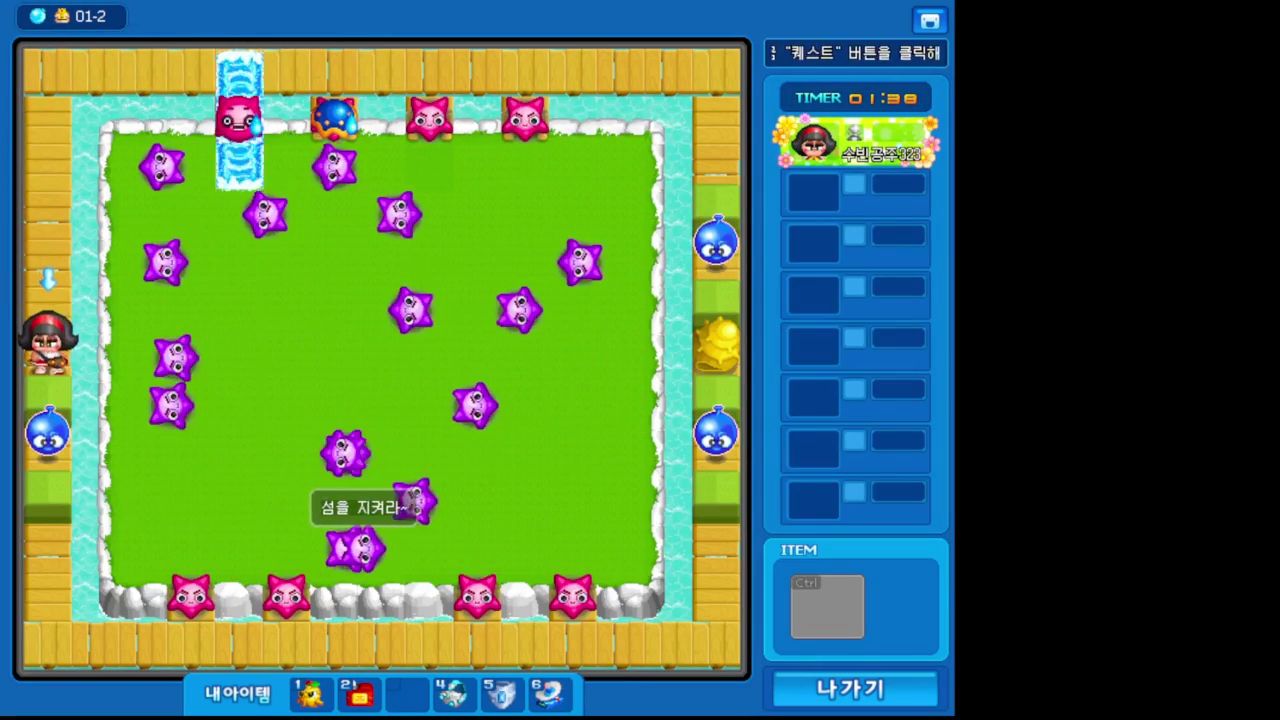 01-2
"퀘스트" 버튼을 클릭해
TIMER 01:38
수빈공주323
섬을 지켜라~
ITEM
Ctrl
내아이템
1
2
4
5
6
나가기